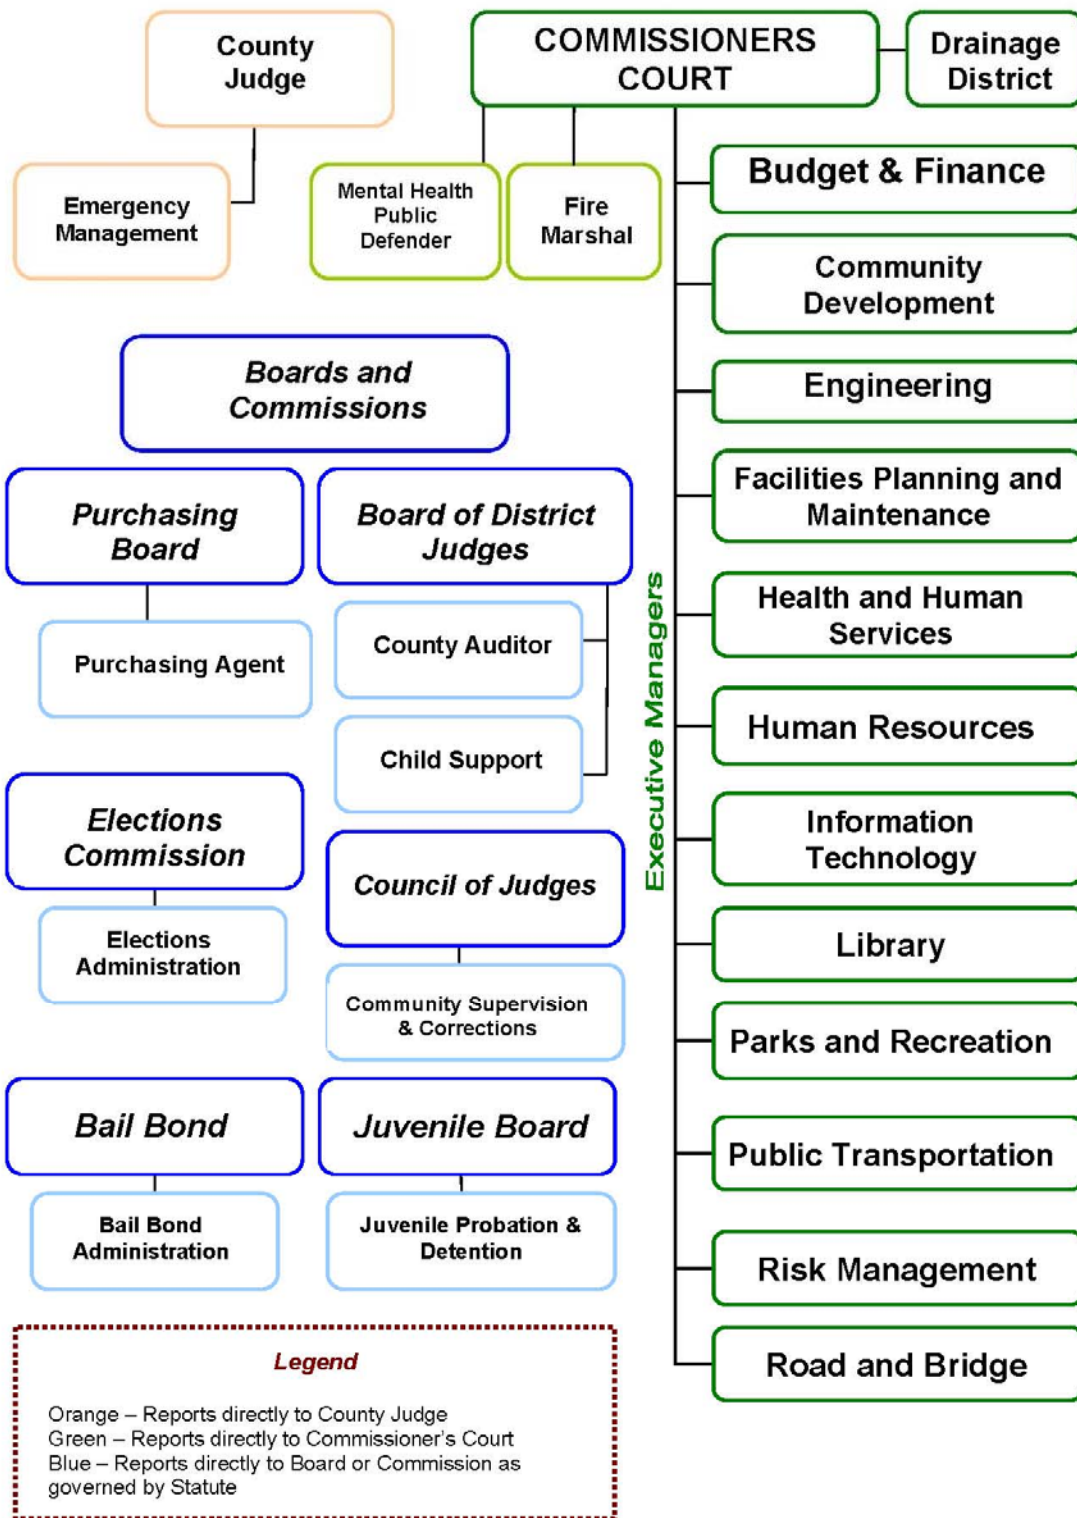 County
Judge
COMMISSIONERS
COURT
Drainage
District
Emergency
Management
Mental Health
Public
Defender
Fire
Marshal
Budget & Finance
Community
Development
Engineering
Facilities Planning and
Maintenance
Health and Human
Services
Human Resources
Information
Technology
Library
Parks and Recreation
Public Transportation
Risk Management
Road and Bridge
Executive Managers
Boards and
Commissions
Purchasing
Board
Purchasing Agent
Board of District
Judges
County Auditor
Child Support
Elections
Commission
Elections
Administration
Council of Judges
Community Supervision
& Corrections
Bail Bond
Bail Bond
Administration
Juvenile Board
Juvenile Probation &
Detention
Legend
Orange – Reports directly to County Judge
Green – Reports directly to Commissioner's Court
Blue – Reports directly to Board or Commission as
governed by Statute